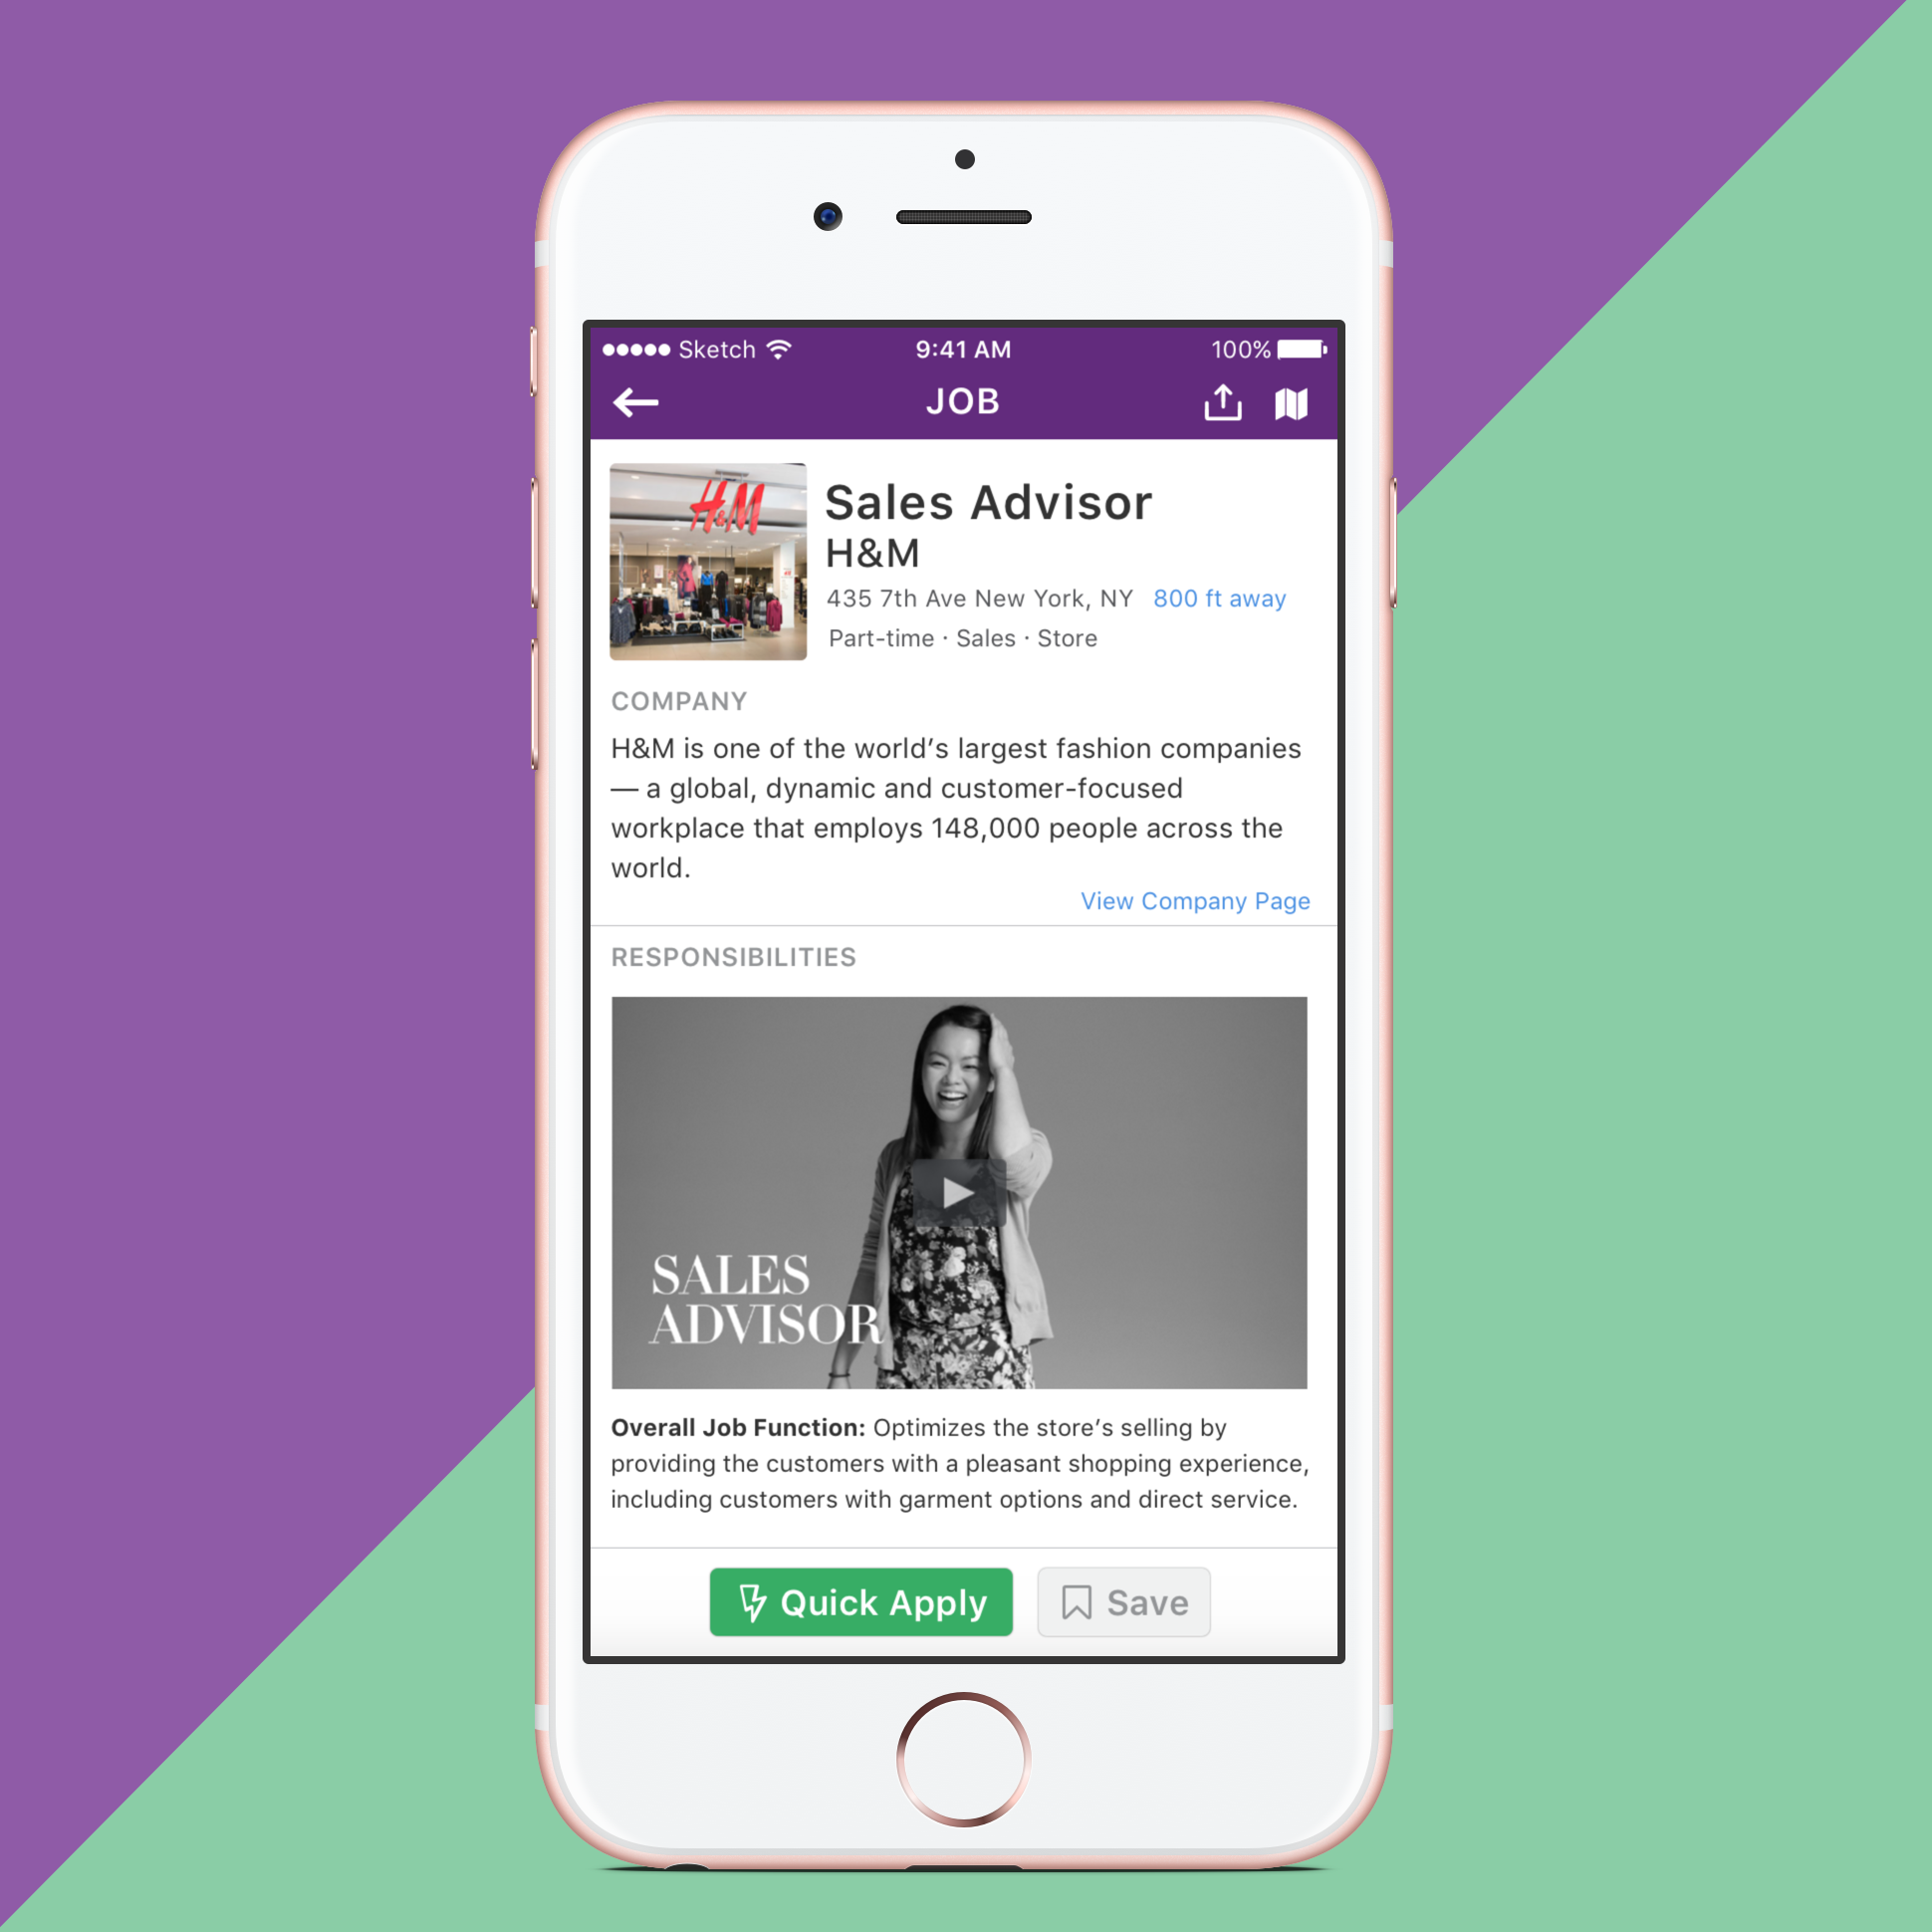 Sketch 9:41 AM 100%
JOB
H&M
Sales Advisor
H&M
435 7th Ave New York, NY 800 ft away
Part-time · Sales · Store
COMPANY
H&M is one of the world’s largest fashion companies
— a global, dynamic and customer-focused
workplace that employs 148,000 people across the
world.
View Company Page
RESPONSIBILITIES
SALES
ADVISOR
Overall Job Function: Optimizes the store’s selling by
providing the customers with a pleasant shopping experience,
including customers with garment options and direct service.
Quick Apply Save